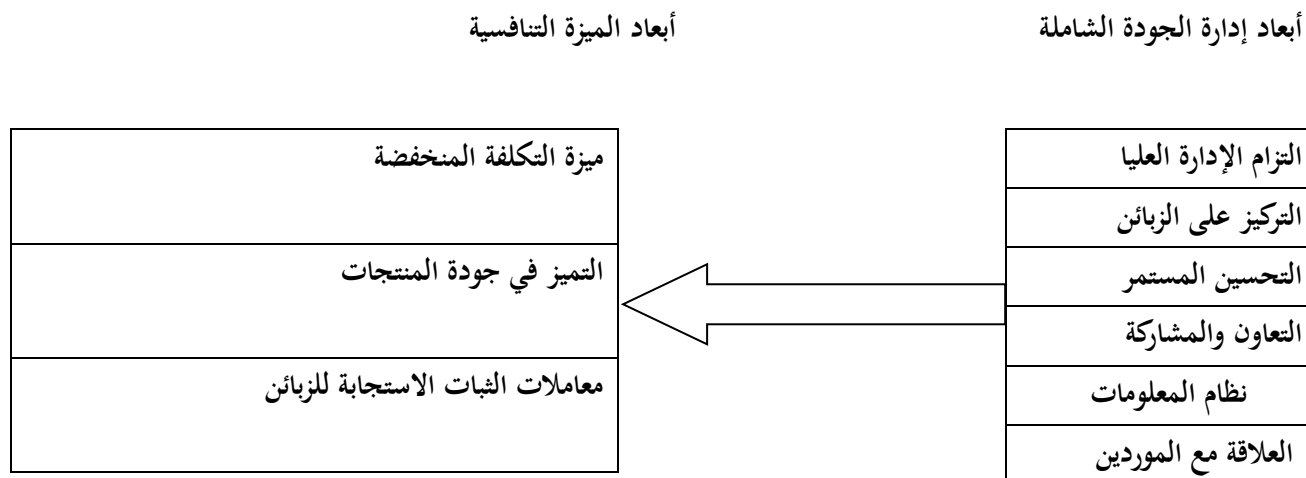 أبعاد إدارة الجودة الشاملة
أبعاد الميزة التنافسية
التزام الإدارة العليا
التركيز على الزبائن
التحسين المستمر
التعاون والمشاركة
نظام المعلومات
العلاقة مع الموردين
ميزة التكلفة المنخفضة
التميز في جودة المنتجات
معاملات الثبات الاستجابة للزبائن